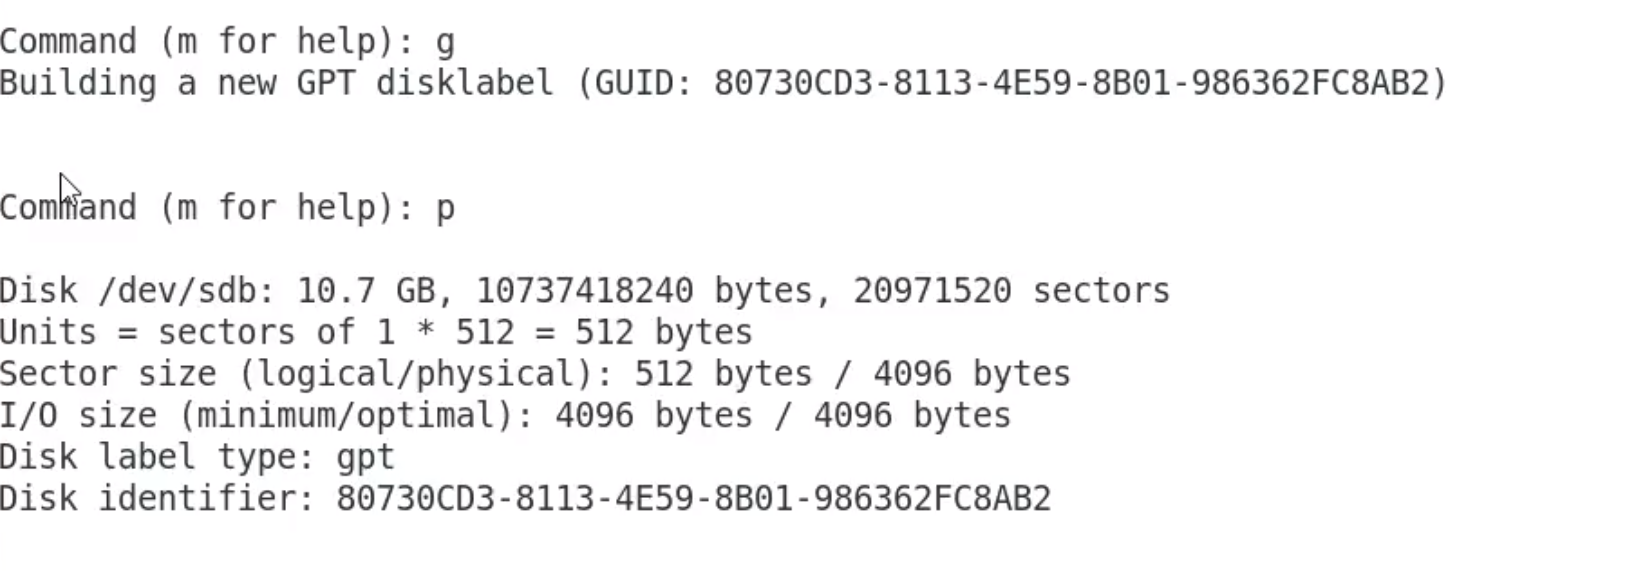 Command (m for help): g
Building a new GPT disklabel (GUID: 80730CD3-8113-4E59-8B01-986362FC8AB2)
Command (m for help): p
Disk /dev/sdb: 10.7 GB, 10737418240 bytes, 20971520 sectors
Units = sectors of 1 * 512 = 512 bytes
Sector size (logical/physical): 512 bytes / 4096 bytes
I/O size (minimum/optimal): 4096 bytes / 4096 bytes
Disk label type: gpt
Disk identifier: 80730CD3-8113-4E59-8B01-986362FC8AB2